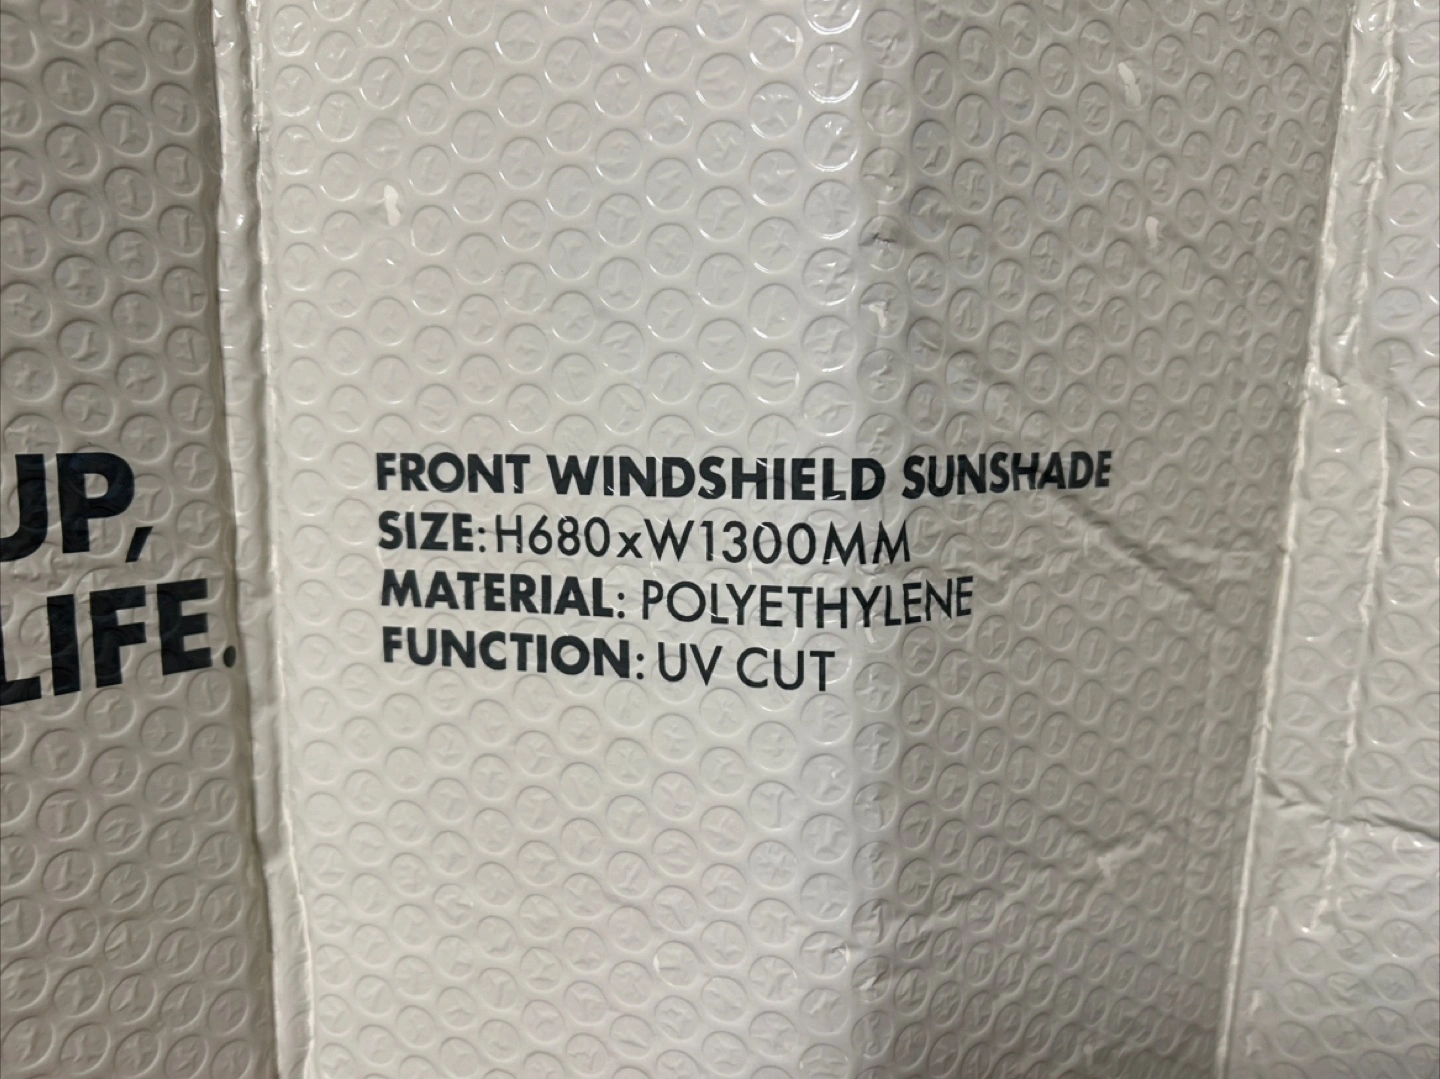 UP,
LIFE.
FRONT WINDSHIELD SUNSHADE
SIZE: H680xW1300MM
MATERIAL: POLYETHYLENE
FUNCTION: UV CUT